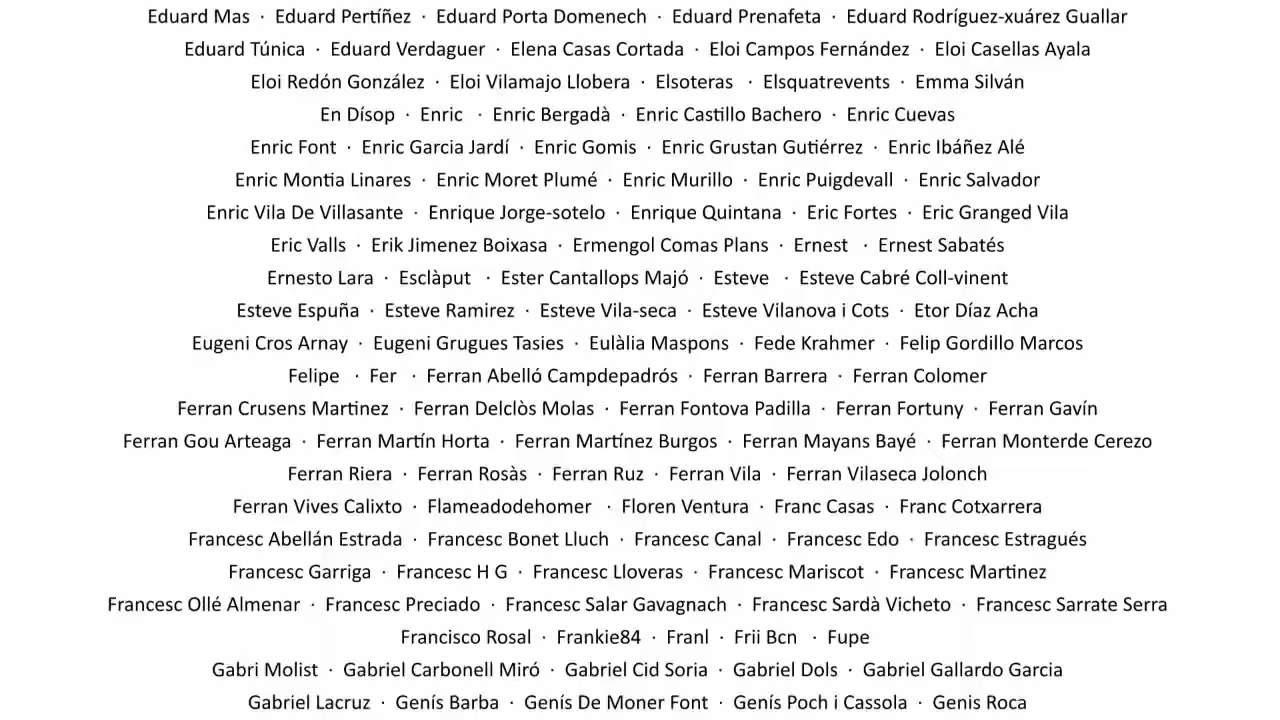 Eduard Mas · Eduard Pertíñez · Eduard Porta Domenech · Eduard Prenafeta · Eduard Rodríguez-xuárez Guallar
Eduard Túnica · Eduard Verdaguer · Elena Casas Cortada · Eloi Campos Fernández · Eloi Casellas Ayala
Eloi Redón González · Eloi Vilamajo Llobera · Elsoteras · Elsquatrevents · Emma Silván
En Dísop · Enric · Enric Bergadà · Enric Castillo Bachero · Enric Cuevas
Enric Font · Enric Garcia Jardí · Enric Gomis · Enric Grustan Gutiérrez · Enric Ibáñez Alé
Enric Montia Linares · Enric Moret Plumé · Enric Murillo · Enric Puigdevall · Enric Salvador
Enric Vila De Villasante · Enrique Jorge-sotelo · Enrique Quintana · Eric Fortes · Eric Granged Vila
Eric Valls · Erik Jimenez Boixasa · Ermengol Comas Plans · Ernest · Ernest Sabatés
Ernesto Lara · Esclàput · Ester Cantallops Majó · Esteve · Esteve Cabré Coll-vinent
Esteve Espuña · Esteve Ramirez · Esteve Vila-seca · Esteve Vilanova i Cots · Etor Díaz Acha
Eugeni Cros Arnay · Eugeni Grugues Tasies · Eulàlia Maspons · Fede Krahmer · Felip Gordillo Marcos
Felipe · Fer · Ferran Abelló Campdepadrós · Ferran Barrera · Ferran Colomer
Ferran Crusens Martinez · Ferran Delclòs Molas · Ferran Fontova Padilla · Ferran Fortuny · Ferran Gavín
Ferran Gou Arteaga · Ferran Martín Horta · Ferran Martínez Burgos · Ferran Mayans Bayé · Ferran Monterde Cerezo
Ferran Riera · Ferran Rosàs · Ferran Ruz · Ferran Vila · Ferran Vilaseca Jolonch
Ferran Vives Calixto · Flameadodehomer · Floren Ventura · Franc Casas · Franc Cotxarrera
Francesc Abellán Estrada · Francesc Bonet Lluch · Francesc Canal · Francesc Edo · Francesc Estragués
Francesc Garriga · Francesc H G · Francesc Lloveras · Francesc Mariscot · Francesc Martinez
Francesc Ollé Almenar · Francesc Preciado · Francesc Salar Gavagnach · Francesc Sardà Vicheto · Francesc Sarrate Serra
Francisco Rosal · Frankie84 · Franl · Frii Bcn · Fupe
Gabri Molist · Gabriel Carbonell Miró · Gabriel Cid Soria · Gabriel Dols · Gabriel Gallardo Garcia
Gabriel Lacruz · Genís Barba · Genís De Moner Font · Genís Poch i Cassola · Genis Roca